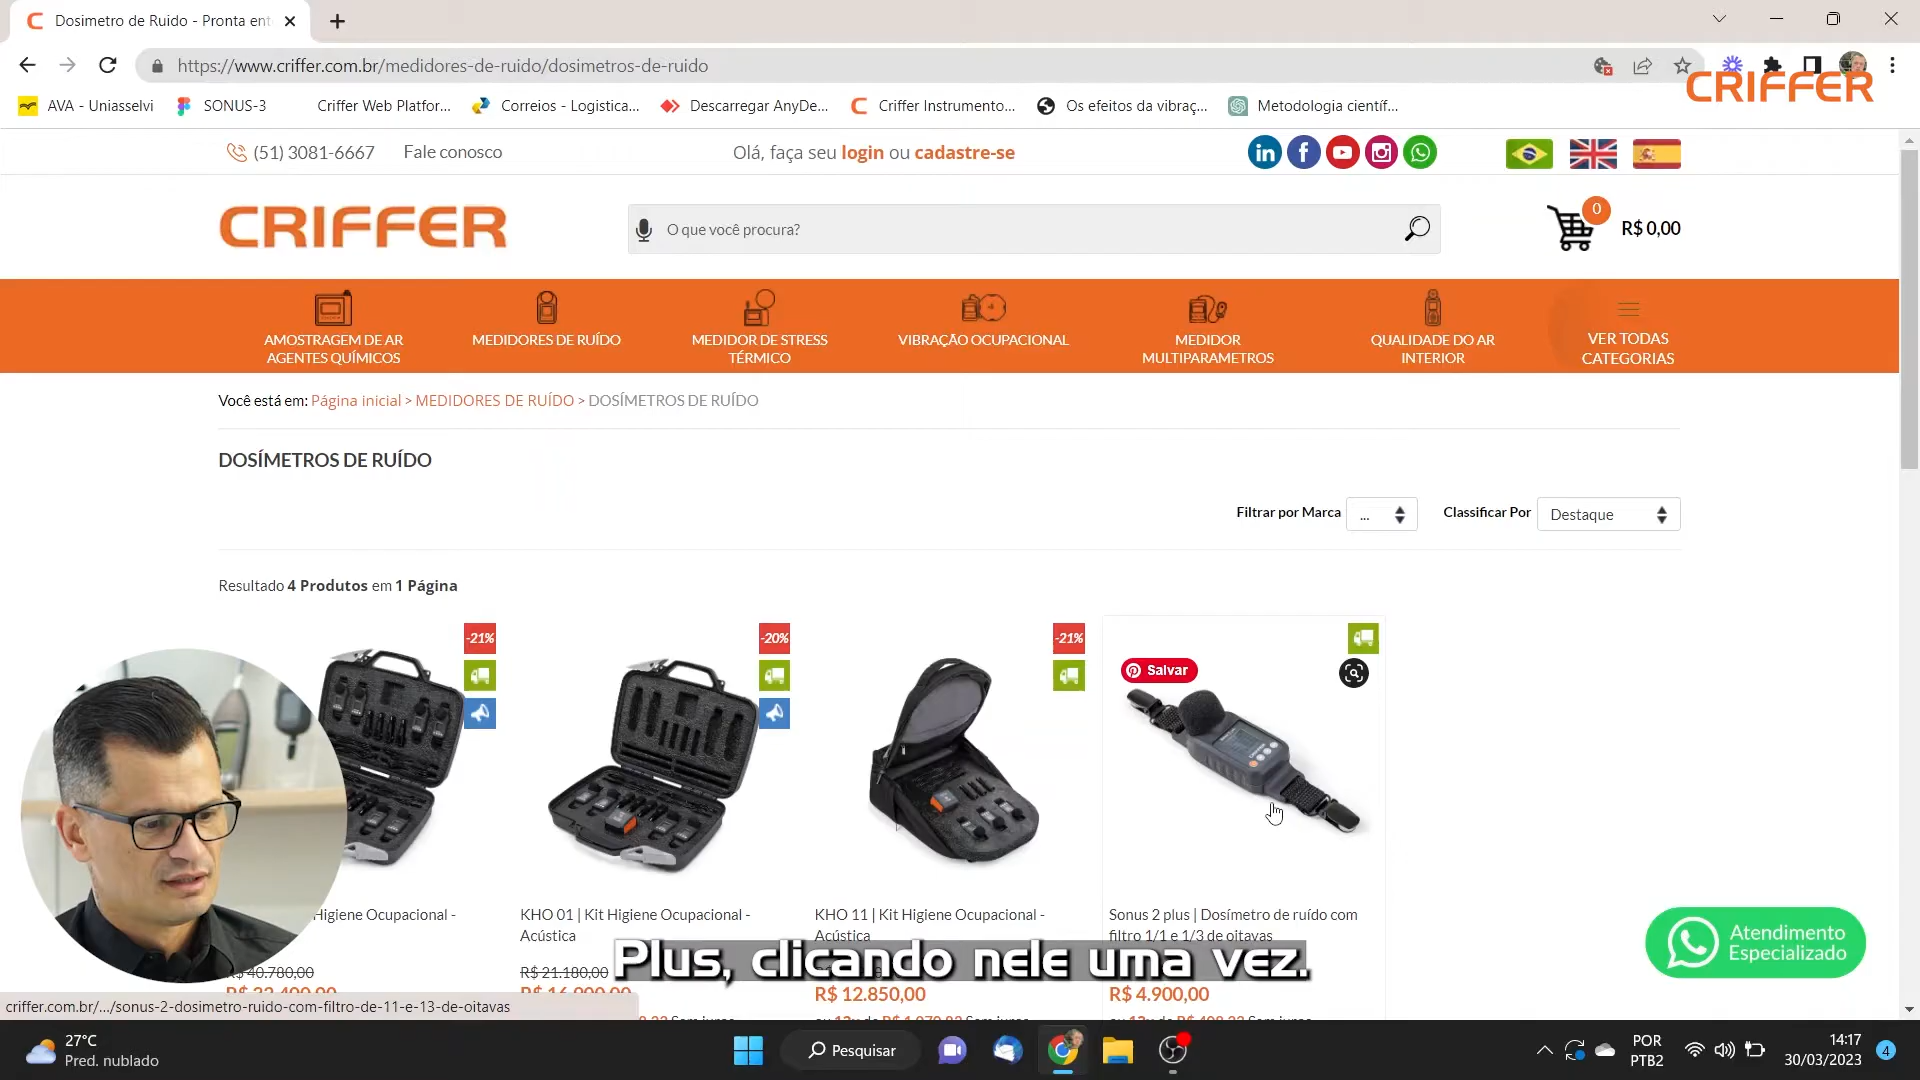 Dosimetro de Ruido - Pronta ent
https://www.criffer.com.br/medidores-de-ruido/dosimetros-de-ruido
CRIFFER
AVA - Uniasselvi
SONUS-3
Criffer Web Platfor...
Correios - Logistica...
Descarregar AnyDe...
Criffer Instrumento...
Os efeitos da vibraç...
Metodologia científ...
(51) 3081-6667
Fale conosco
Olá, faça seu login ou cadastre-se
CRIFFER
O que você procura?
0
R$ 0,00
AMOSTRAGEM DE AR
AGENTES QUÍMICOS
MEDIDORES DE RUÍDO
MEDIDOR DE STRESS
TÉRMICO
VIBRAÇÃO OCUPACIONAL
MEDIDOR
MULTIPARAMETROS
QUALIDADE DO AR
INTERIOR
VER TODAS
CATEGORIAS
Você está em: Página inicial > MEDIDORES DE RUÍDO > DOSÍMETROS DE RUÍDO
DOSÍMETROS DE RUÍDO
Filtrar por Marca
...
Classificar Por
Destaque
Resultado 4 Produtos em 1 Página
-21%
-20%
-21%
Salvar
Higiene Ocupacional -
40.780,00
KHO 01 | Kit Higiene Ocupacional -
Acústica
R$ 21.180,00
R$ 16.900,00
KHO 11 | Kit Higiene Ocupacional -
Acústica
R$ 12.850,00
Sonus 2 plus | Dosímetro de ruído com
filtro 1/1 e 1/3 de oitavas
R$ 4.900,00
Plus, clicando nele uma vez.
Atendimento
Especializado
criffer.com.br/.../sonus-2-dosimetro-ruido-com-filtro-de-11-e-13-de-oitavas
27°C
Pred. nublado
Pesquisar
POR
PTB2
14:17
30/03/2023
4